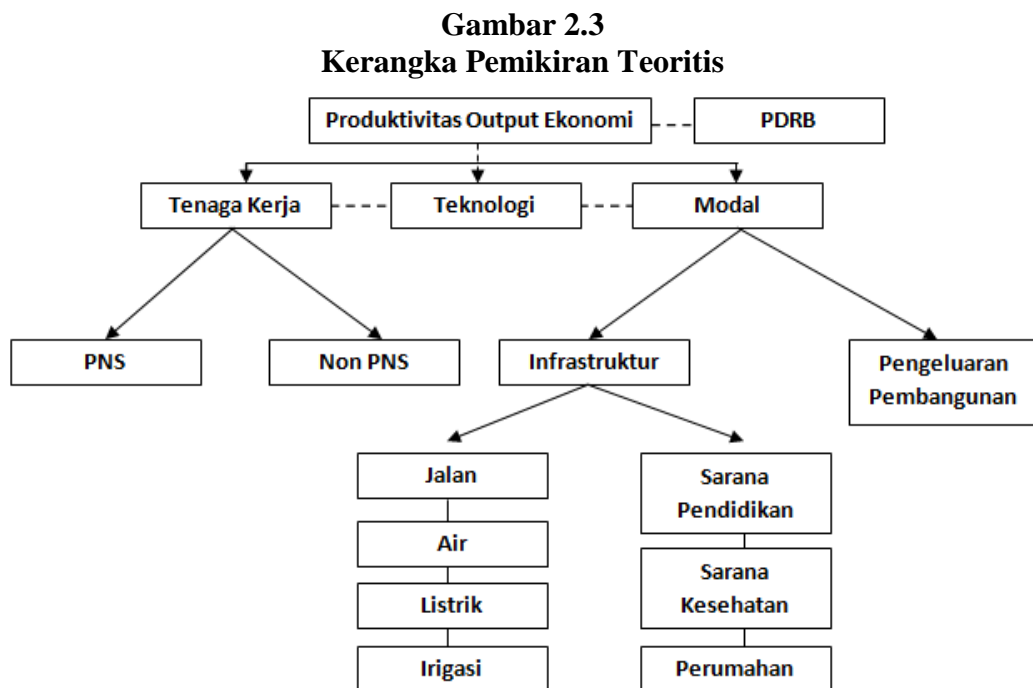 Gambar 2.3
Kerangka Pemikiran Teoritis
Produktivitas Output Ekonomi
PDRB
Tenaga Kerja
Teknologi
Modal
PNS
Non PNS
Infrastruktur
Pengeluaran
Pembangunan
Jalan
Air
Listrik
Irigasi
Sarana
Pendidikan
Sarana
Kesehatan
Perumahan